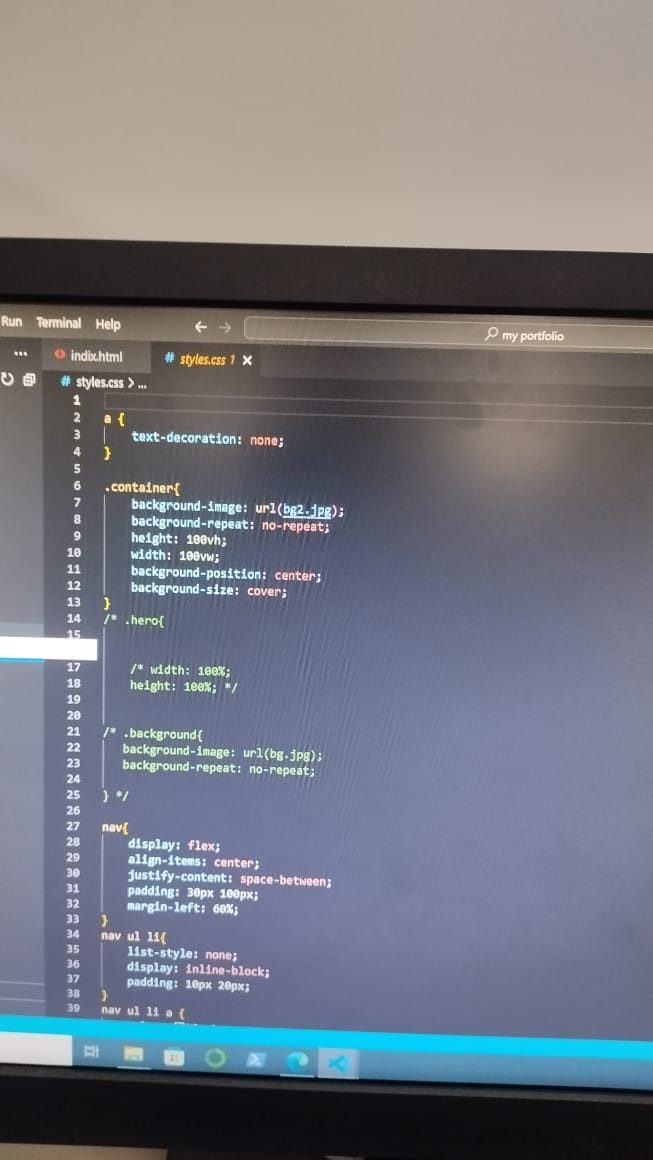 Run Terminal Help
my portfolio
indix.html
# styles.css 1
# styles.css > ...
1
2 a {
3 text-decoration: none;
4 }
5
6 .container{
7 background-image: url(bg2.jpg);
8 background-repeat: no-repeat;
9 height: 100vh;
10 width: 100vw;
11 background-position: center;
12 background-size: cover;
13 }
14 /* .hero{
15
17 /* width: 100%;
18 height: 100%; */
19
20
21 /* .background{
22 background-image: url(bg.jpg);
23 background-repeat: no-repeat;
24
25 } */
26
27 nav{
28 display: flex;
29 align-items: center;
30 justify-content: space-between;
31 padding: 30px 100px;
32 margin-left: 60%;
33 }
34 nav ul li{
35 list-style: none;
36 display: inline-block;
37 padding: 10px 20px;
38 }
39 nav ul li a {